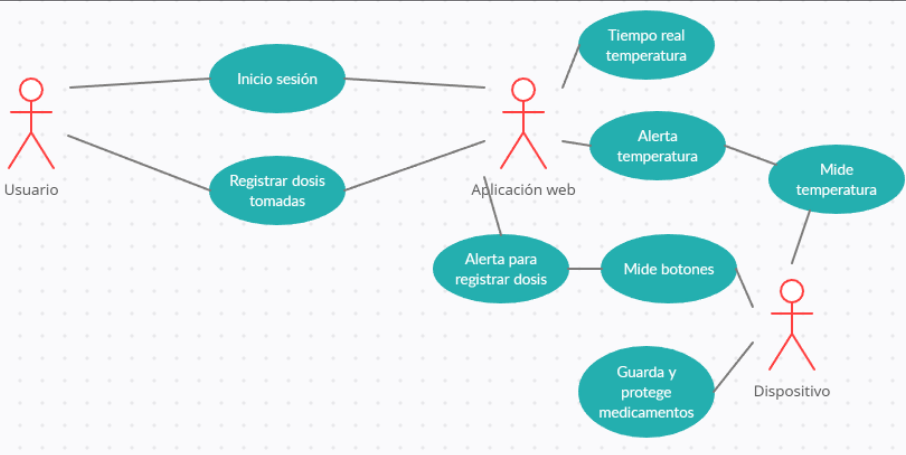 Tiempo real
temperatura
Inicio sesión
Alerta
temperatura
Mide
temperatura
Usuario
Registrar dosis
tomadas
Aplicación web
Alerta para
registrar dosis
Mide botones
Guarda y
protege
medicamentos
Dispositivo